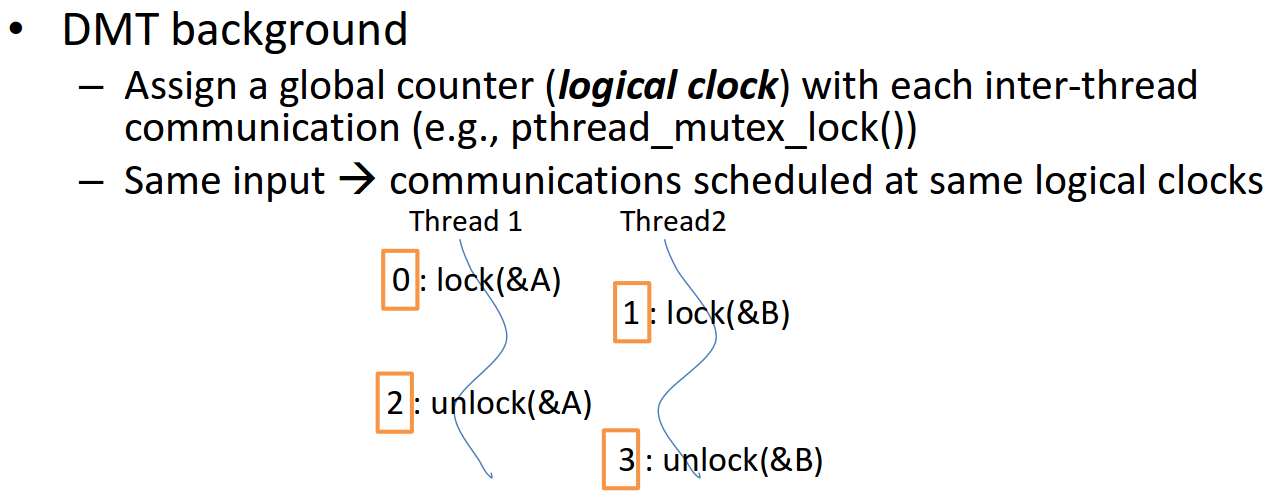 • DMT background
– Assign a global counter (logical clock) with each inter-thread
communication (e.g., pthread_mutex_lock())
– Same input → communications scheduled at same logical clocks
Thread 1 Thread2
0 : lock(&A)
1 : lock(&B)
2 : unlock(&A)
3 : unlock(&B)